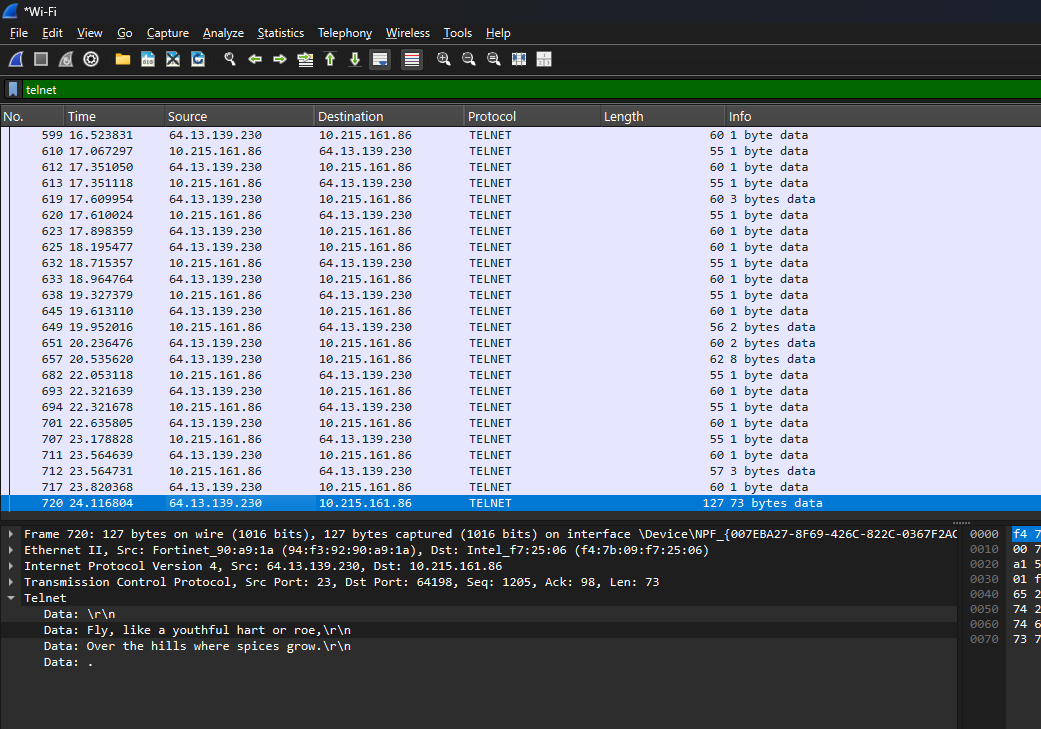 *Wi-Fi
File Edit View Go Capture Analyze Statistics Telephony Wireless Tools Help
telnet
No. Time Source Destination Protocol Length Info
599 16.523831 64.13.139.230 10.215.161.86 TELNET 60 1 byte data
610 17.067297 10.215.161.86 64.13.139.230 TELNET 55 1 byte data
612 17.351050 64.13.139.230 10.215.161.86 TELNET 60 1 byte data
613 17.351118 10.215.161.86 64.13.139.230 TELNET 55 1 byte data
619 17.609954 64.13.139.230 10.215.161.86 TELNET 60 3 bytes data
620 17.610024 10.215.161.86 64.13.139.230 TELNET 55 1 byte data
623 17.898359 64.13.139.230 10.215.161.86 TELNET 60 1 byte data
625 18.195477 64.13.139.230 10.215.161.86 TELNET 60 1 byte data
632 18.715357 10.215.161.86 64.13.139.230 TELNET 55 1 byte data
633 18.964764 64.13.139.230 10.215.161.86 TELNET 60 1 byte data
638 19.327379 10.215.161.86 64.13.139.230 TELNET 55 1 byte data
645 19.613110 64.13.139.230 10.215.161.86 TELNET 60 1 byte data
649 19.952016 10.215.161.86 64.13.139.230 TELNET 56 2 bytes data
651 20.236476 64.13.139.230 10.215.161.86 TELNET 60 2 bytes data
657 20.535620 64.13.139.230 10.215.161.86 TELNET 62 8 bytes data
682 22.053118 10.215.161.86 64.13.139.230 TELNET 55 1 byte data
693 22.321639 64.13.139.230 10.215.161.86 TELNET 60 1 byte data
694 22.321678 10.215.161.86 64.13.139.230 TELNET 55 1 byte data
701 22.635805 64.13.139.230 10.215.161.86 TELNET 60 1 byte data
707 23.178828 10.215.161.86 64.13.139.230 TELNET 55 1 byte data
711 23.564639 64.13.139.230 10.215.161.86 TELNET 60 1 byte data
712 23.564731 10.215.161.86 64.13.139.230 TELNET 57 3 bytes data
717 23.820368 64.13.139.230 10.215.161.86 TELNET 60 1 byte data
720 24.116804 64.13.139.230 10.215.161.86 TELNET 127 73 bytes data
Frame 720: 127 bytes on wire (1016 bits), 127 bytes captured (1016 bits) on interface \Device\NPF_{007EBA27-8F69-426C-822C-0367F2AC
Ethernet II, Src: Fortinet_90:a9:1a (94:f3:92:90:a9:1a), Dst: Intel_f7:25:06 (f4:7b:09:f7:25:06)
Internet Protocol Version 4, Src: 64.13.139.230, Dst: 10.215.161.86
Transmission Control Protocol, Src Port: 23, Dst Port: 64198, Seq: 1205, Ack: 98, Len: 73
Telnet
Data: \r\n
Data: Fly, like a youthful hart or roe,\r\n
Data: Over the hills where spices grow.\r\n
Data: .
0000 f4 7
0010 00 7
0020 a1 5
0030 01 f
0040 65 2
0050 74 2
0060 74 6
0070 73 7